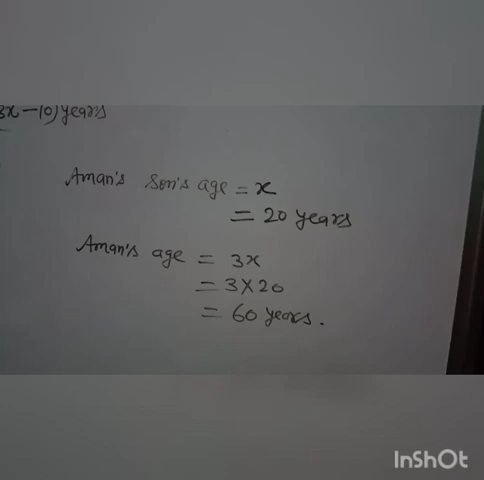 3x-10) years
Aman's son's age = x
= 20 years
Aman's age = 3x
= 3×20
= 60 years.
InShOt